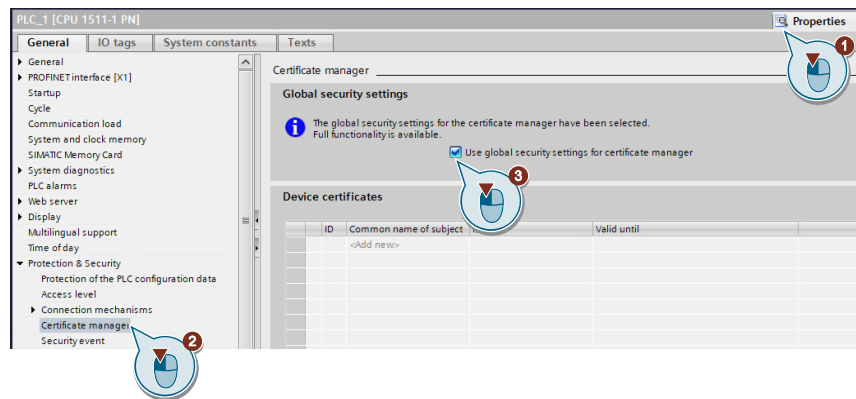 PLC_1 [CPU 1511-1 PN]
Properties
1
General
IO tags
System constants
Texts
General
PROFINET interface [X1]
Startup
Cycle
Communication load
System and clock memory
SIMATIC Memory Card
System diagnostics
PLC alarms
Web server
Display
Multilingual support
Time of day
Protection & Security
Protection of the PLC configuration data
Access level
Connection mechanisms
Certificate manager
Security event
2
Certificate manager
Global security settings
i
The global security settings for the certificate manager have been selected.
Full functionality is available.
Use global security settings for certificate manager
3
Device certificates
ID
Common name of subject
Valid until
<Add new>